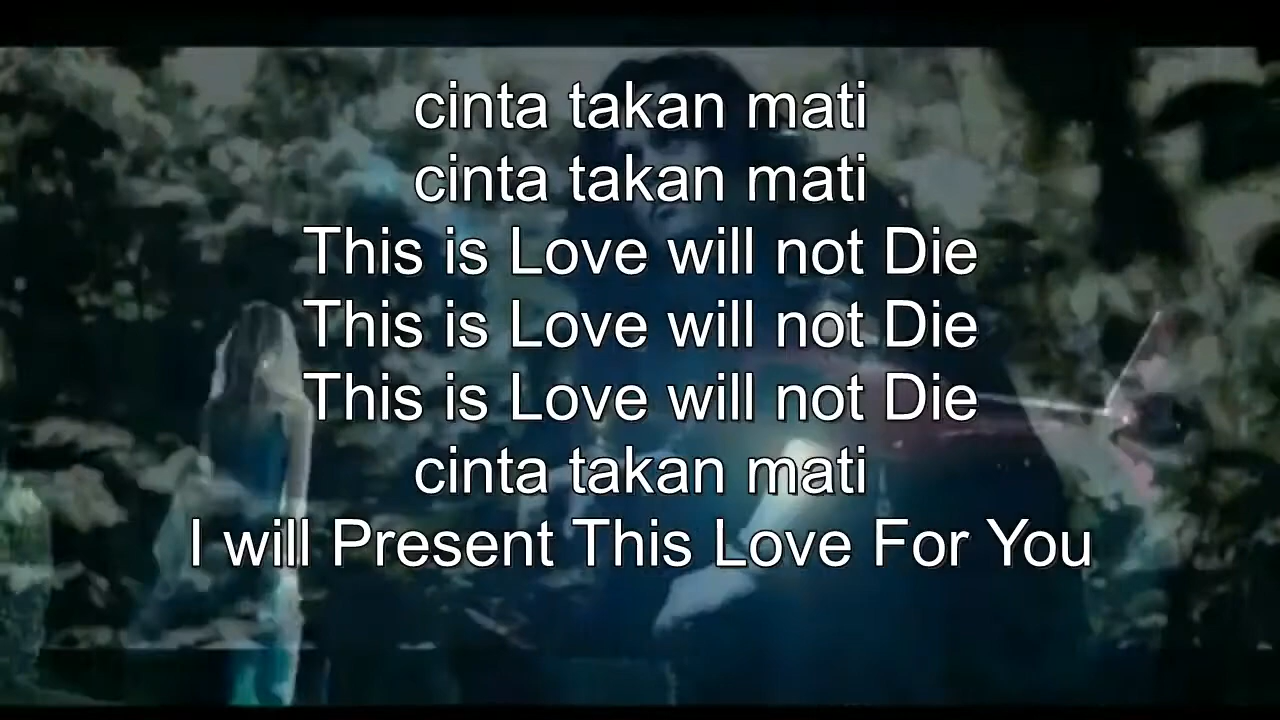 cinta takan mati
cinta takan mati
This is Love will not Die
This is Love will not Die
This is Love will not Die
cinta takan mati
I will Present This Love For You